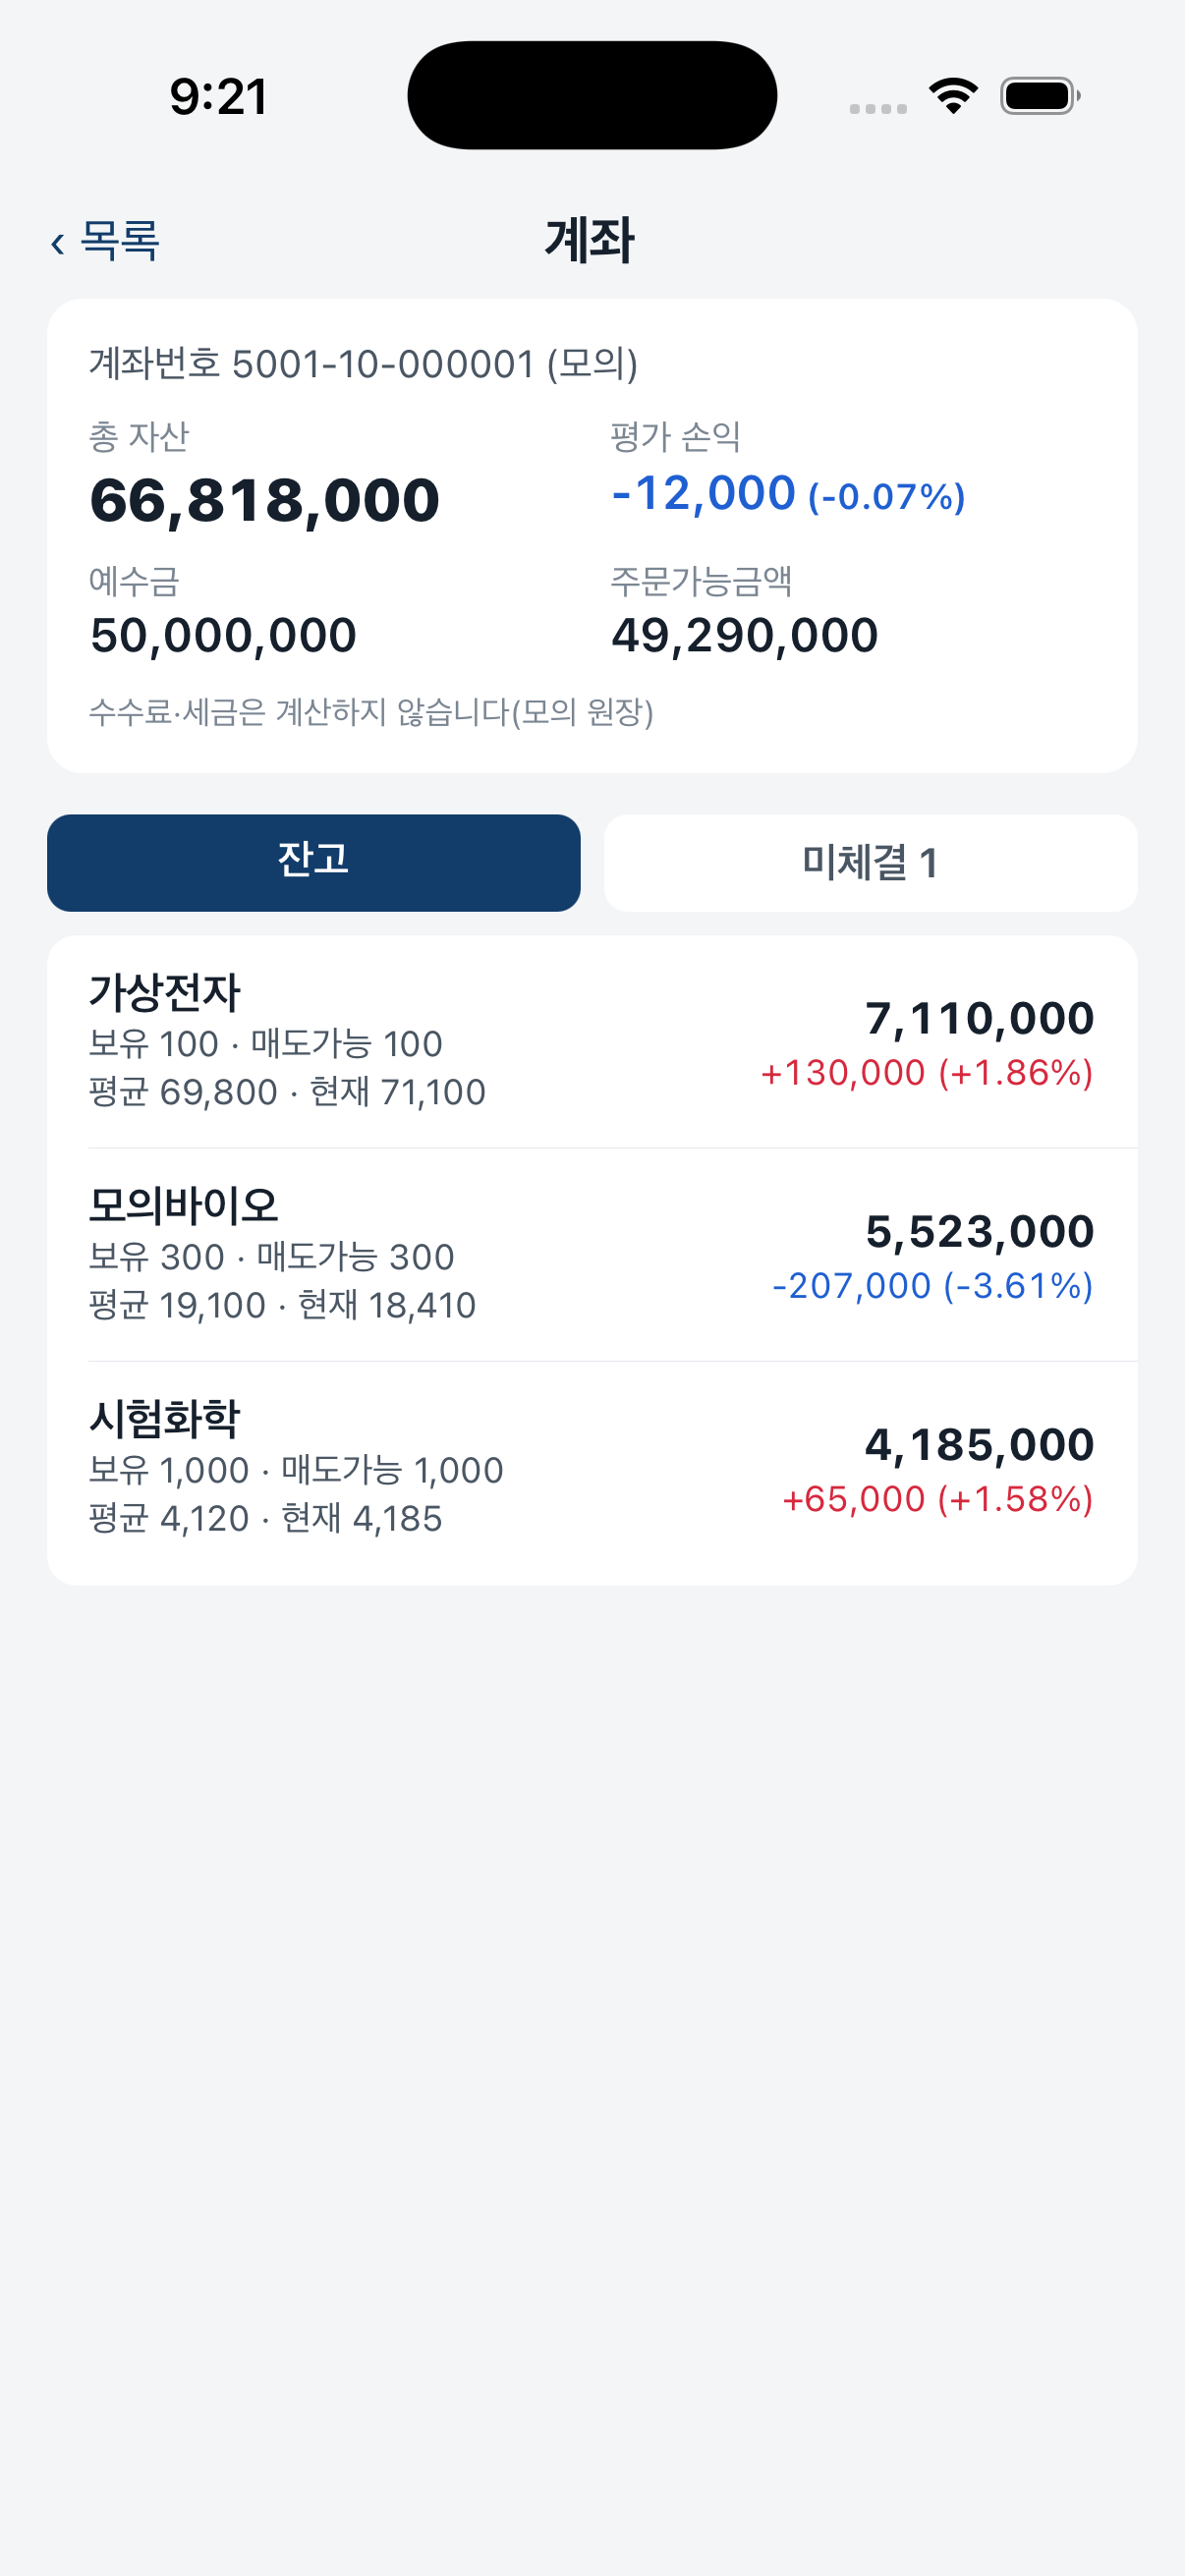 9:21
‹ 목록
계좌
계좌번호 5001-10-000001 (모의)
총 자산
평가 손익
66,818,000
-12,000 (-0.07%)
예수금
주문가능금액
50,000,000
49,290,000
수수료·세금은 계산하지 않습니다(모의 원장)
잔고
미체결 1
가상전자
보유 100 · 매도가능 100
평균 69,800 · 현재 71,100
7,110,000
+130,000 (+1.86%)
모의바이오
보유 300 · 매도가능 300
평균 19,100 · 현재 18,410
5,523,000
-207,000 (-3.61%)
시험화학
보유 1,000 · 매도가능 1,000
평균 4,120 · 현재 4,185
4,185,000
+65,000 (+1.58%)